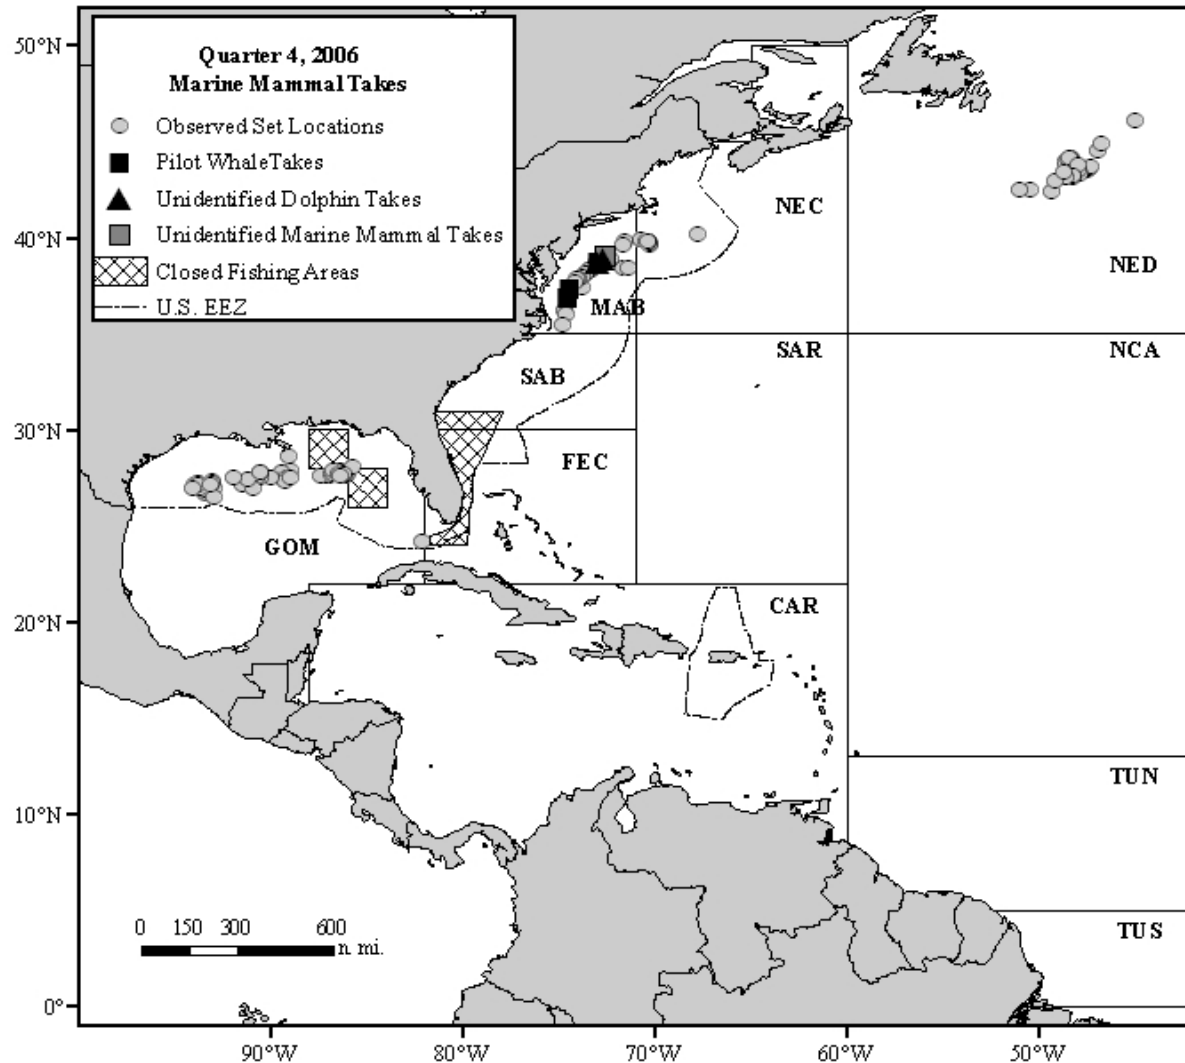 Quarter 4, 2006
Marine Mammal Takes
Observed Set Locations
Pilot WhaleTakes
Unidentified Dolphin Takes
Unidentified Marine Mammal Takes
Closed Fishing Areas
U.S. EEZ
50°N
40°N
30°N
20°N
10°N
0°
NEC
NED
MAB
SAR
NCA
SAB
FEC
GOM
CAR
TUN
TUS
0 150 300 600
n. mi.
90°W 80°W 70°W 60°W 50°W